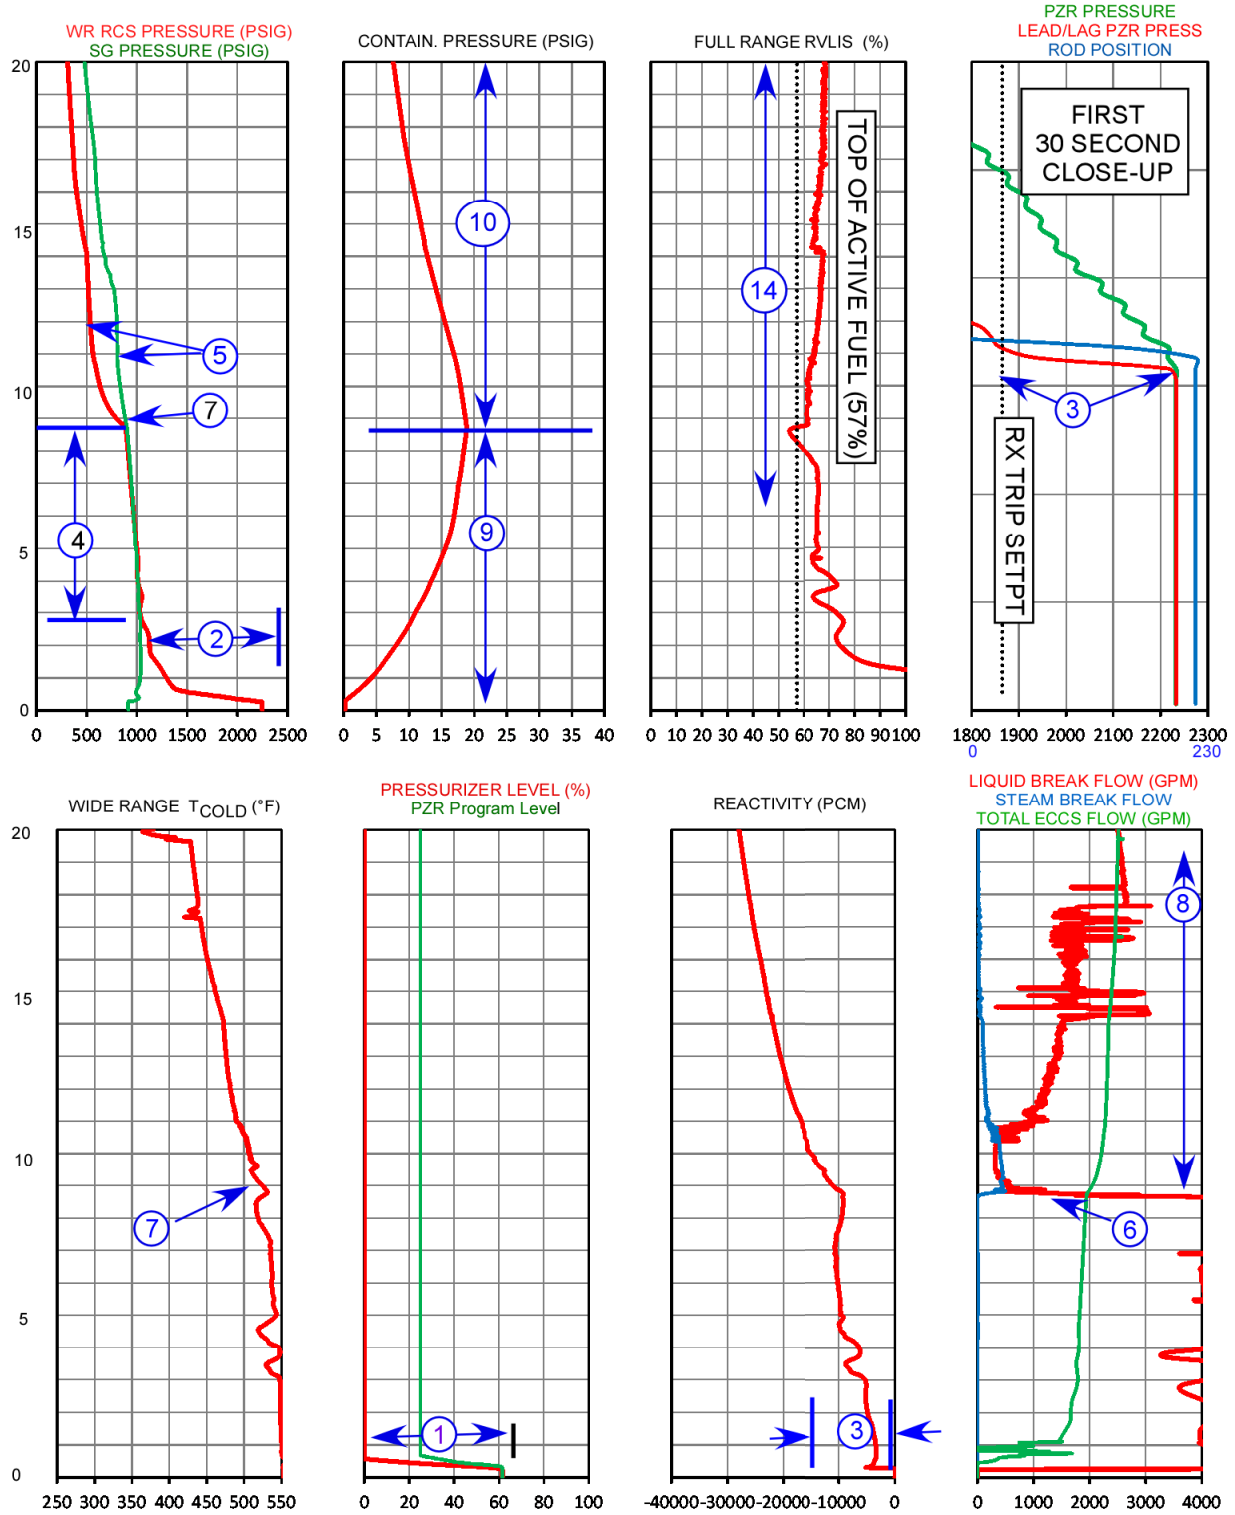 WR RCS PRESSURE (PSIG)
SG PRESSURE (PSIG)
20
15
10
5
0
0 500 1000 1500 2000 2500
5
7
4
2
CONTAIN. PRESSURE (PSIG)
10
9
0 5 10 15 20 25 30 35 40
FULL RANGE RVLIS (%)
14
TOP OF ACTIVE FUEL (57%)
0 10 20 30 40 50 60 70 80 90 100
PZR PRESSURE
LEAD/LAG PZR PRESS
ROD POSITION
FIRST
30 SECOND
CLOSE-UP
3
RX TRIP SETPT
1800 1900 2000 2100 2200 2300
0 230
WIDE RANGE TCOLD (°F)
20
15
10
5
0
7
250 300 350 400 450 500 550
PRESSURIZER LEVEL (%)
PZR Program Level
1
0 20 40 60 80 100
REACTIVITY (PCM)
3
-40000 -30000 -20000 -10000 0
LIQUID BREAK FLOW (GPM)
STEAM BREAK FLOW
TOTAL ECCS FLOW (GPM)
8
6
0 1000 2000 3000 4000